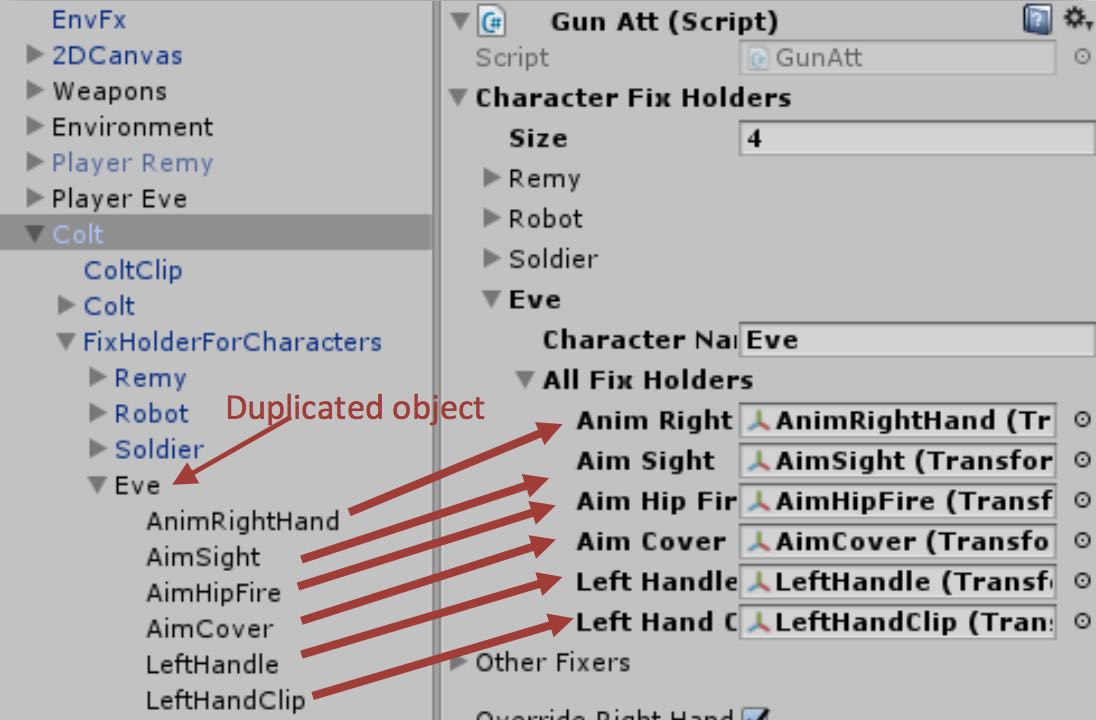 EnvFx
2DCanvas
Weapons
Environment
Player Remy
Player Eve
Colt
ColtClip
Colt
FixHolderForCharacters
Remy
Robot
Soldier
Eve
AnimRightHand
AimSight
AimHipFire
AimCover
LeftHandle
LeftHandClip
Duplicated object
Gun Att (Script)
Script GunAtt
Character Fix Holders
Size 4
Remy
Robot
Soldier
Eve
Character Nar Eve
All Fix Holders
Anim Right AnimRightHand (Tr
Aim Sight AimSight (Transfor
Aim Hip Fir AimHipFire (Transf
Aim Cover AimCover (Transfo
Left Handle LeftHandle (Transf
Left Hand C LeftHandClip (Tran
Other Fixers
Override Right Hand